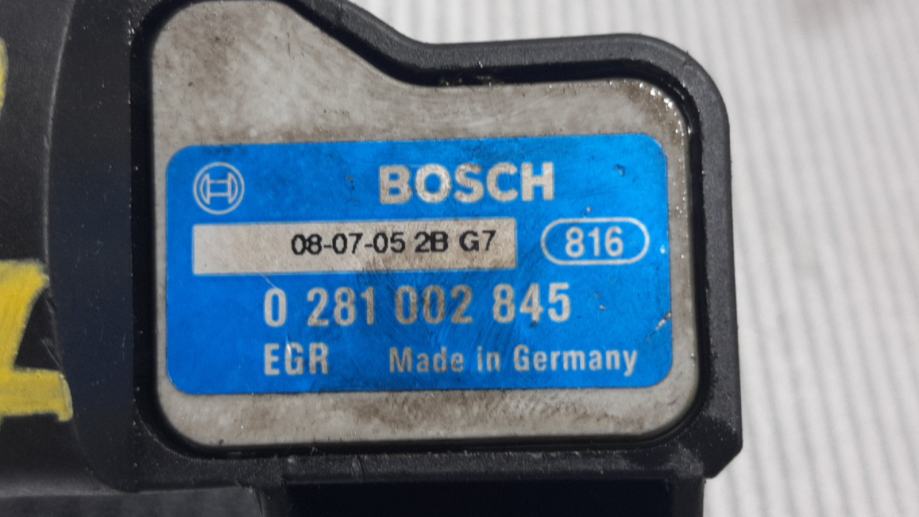 BOSCH
08-07-05 2B G7 816
0 281 002 845
EGR Made in Germany